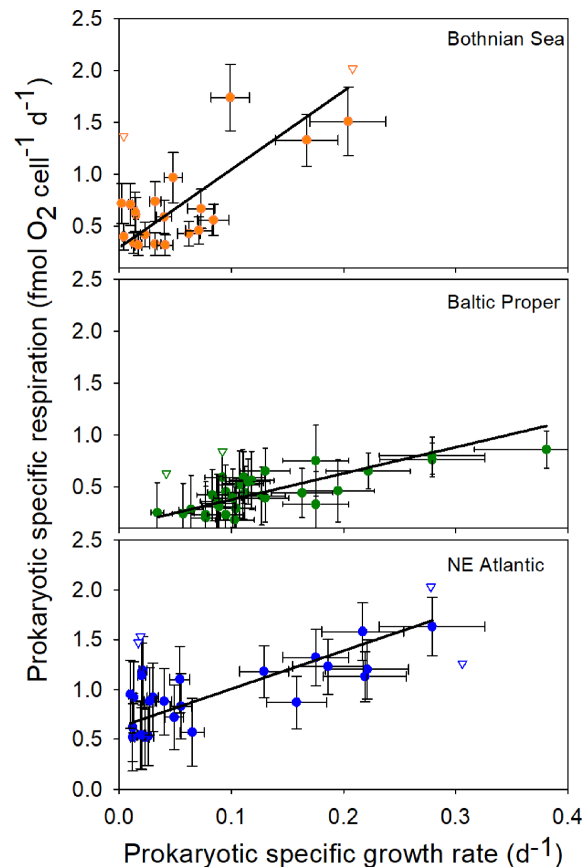 Prokaryotic specific respiration (fmol O2 cell-1 d-1)
2.5
Bothnian Sea
2.0
1.5
1.0
0.5
2.5
Baltic Proper
2.0
1.5
1.0
0.5
2.5
NE Atlantic
2.0
1.5
1.0
0.5
0.0
0.0 0.1 0.2 0.3 0.4
Prokaryotic specific growth rate (d-1)